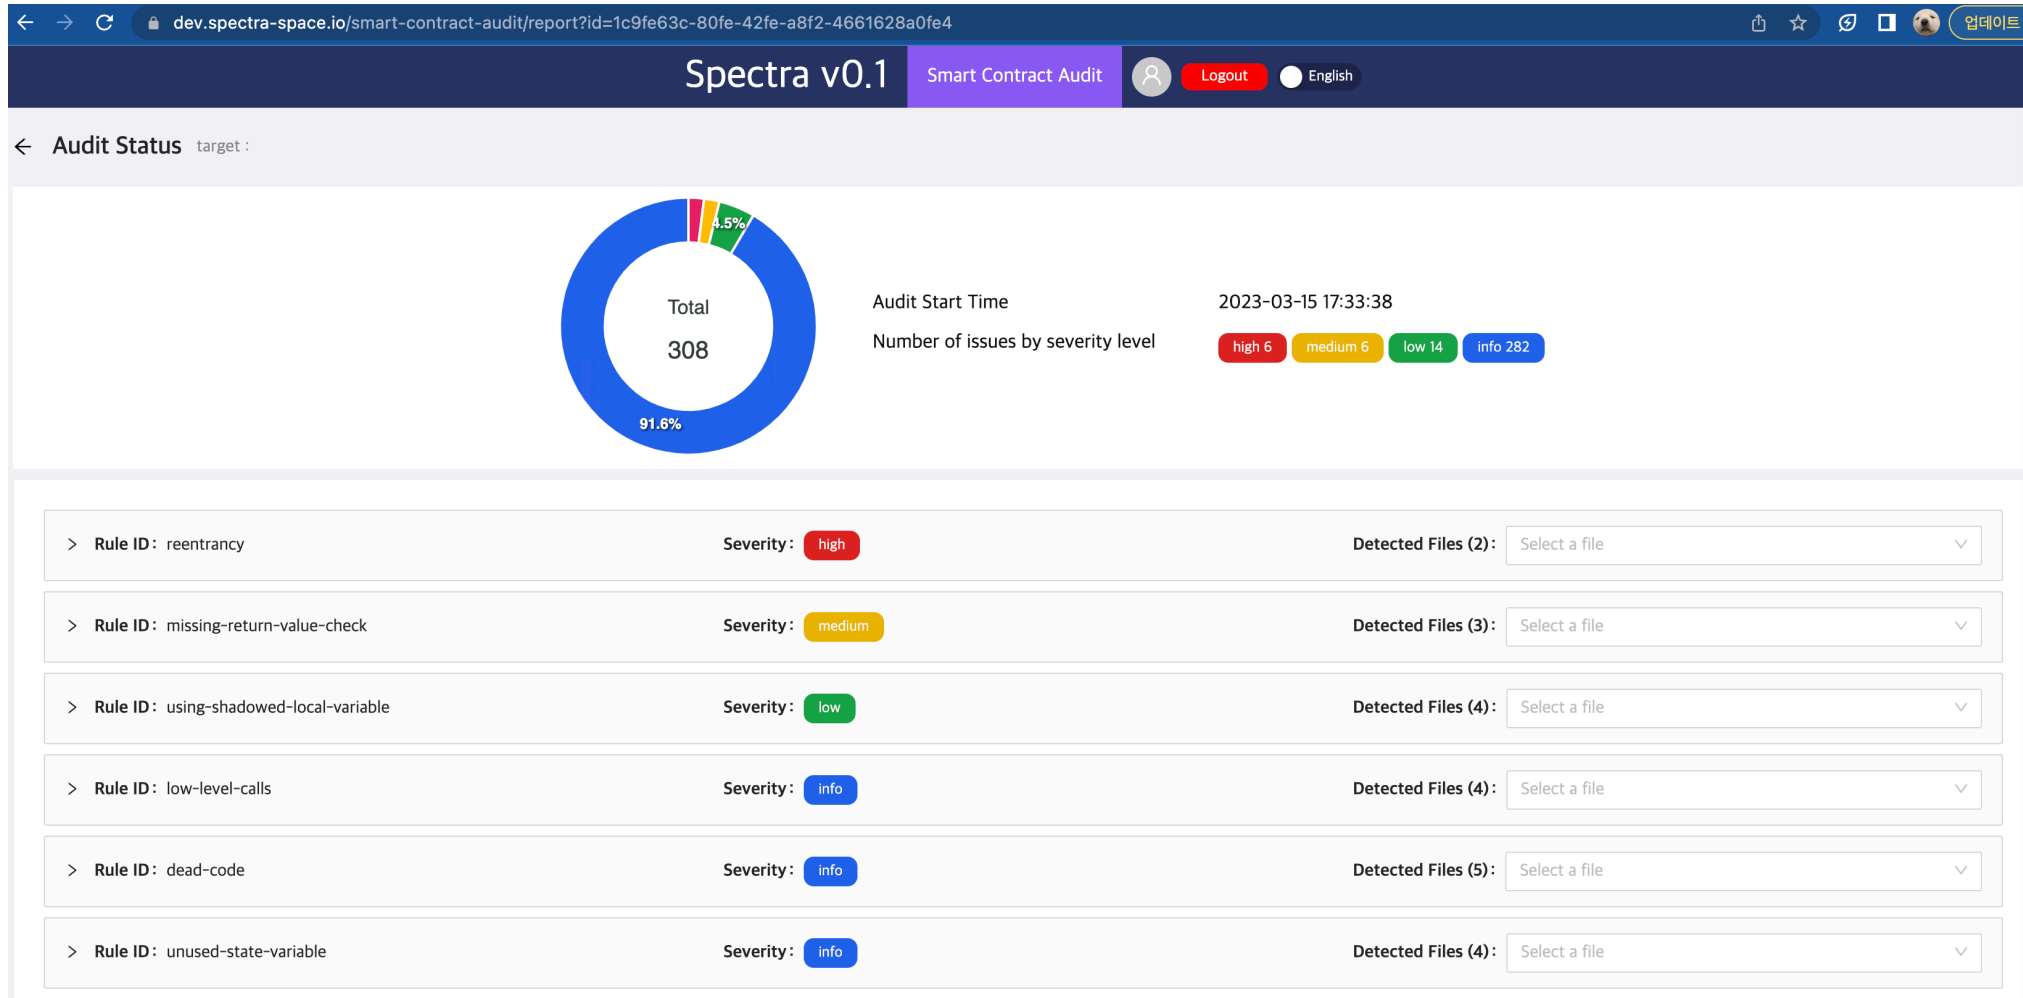 dev.spectra-space.io/smart-contract-audit/report?id=1c9fe63c-80fe-42fe-a8f2-4661628a0fe4 업데이트
Spectra v0.1 Smart Contract Audit Logout English
Audit Status target :
4.5%
Total
308
91.6%
Audit Start Time 2023-03-15 17:33:38
Number of issues by severity level high 6 medium 6 low 14 info 282
Rule ID : reentrancy Severity : high Detected Files (2) : Select a file
Rule ID : missing-return-value-check Severity : medium Detected Files (3) : Select a file
Rule ID : using-shadowed-local-variable Severity : low Detected Files (4) : Select a file
Rule ID : low-level-calls Severity : info Detected Files (4) : Select a file
Rule ID : dead-code Severity : info Detected Files (5) : Select a file
Rule ID : unused-state-variable Severity : info Detected Files (4) : Select a file